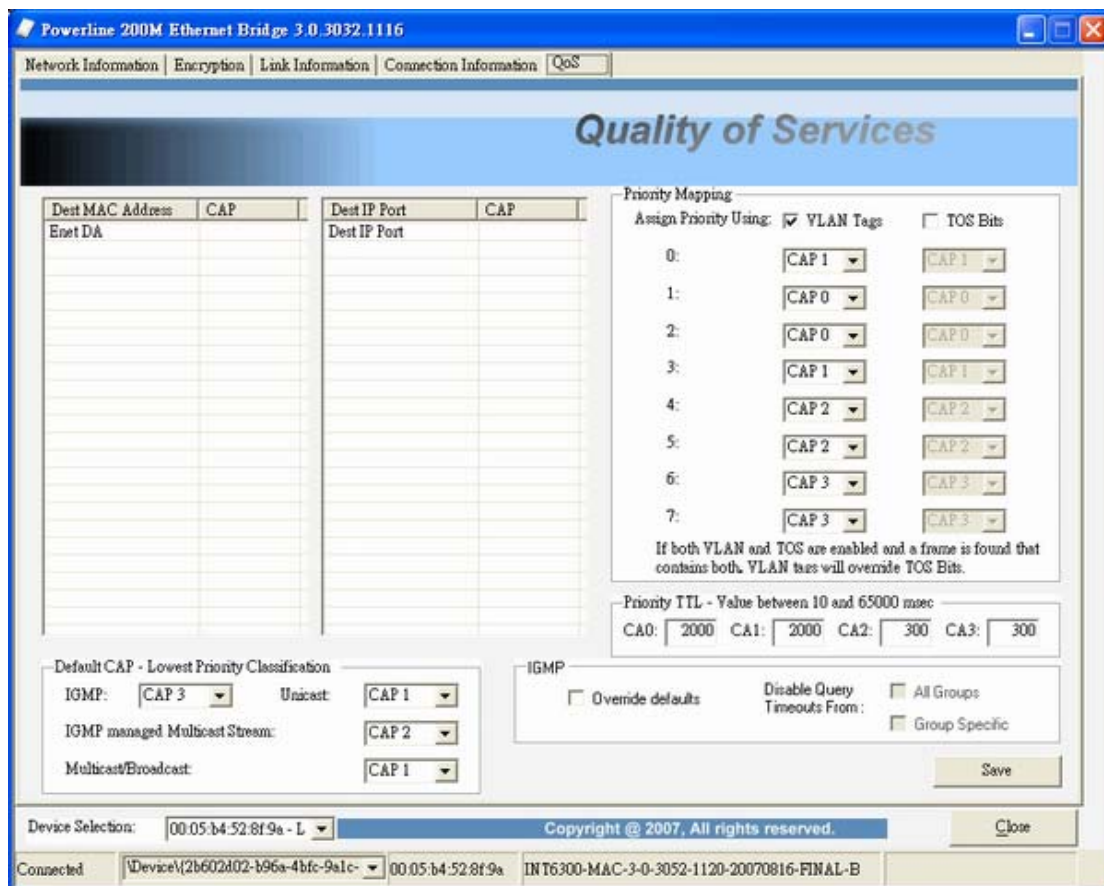 Powerline 200M Ethernet Bridge 3.0.3032.1116
Network Information Encryption Link Information Connection Information QoS
Quality of Services
Dest MAC Address CAP
Enet DA
Dest IP Port CAP
Dest IP Port
Priority Mapping
Assign Priority Using: VLAN Tags TOS Bits
0: CAP 1 CAP 1
1: CAP 0 CAP 0
2: CAP 0 CAP 0
3: CAP 1 CAP 1
4: CAP 2 CAP 2
5: CAP 2 CAP 2
6: CAP 3 CAP 3
7: CAP 3 CAP 3
If both VLAN and TOS are enabled and a frame is found that
contains both, VLAN tags will override TOS Bits.
Priority TTL - Value between 10 and 65000 msec
CA0: 2000 CA1: 2000 CA2: 300 CA3: 300
Default CAP - Lowest Priority Classification
IGMP: CAP 3 Unicast: CAP 1
IGMP managed Multicast Stream: CAP 2
Multicast/Broadcast: CAP 1
IGMP
Override defaults
Disable Query
Timeouts From :
All Groups
Group Specific
Save
Device Selection: 00:05:b4:52:8f:9a - L
Copyright @ 2007, All rights reserved.
Close
Connected \Device\{2b602d02-b96a-4bfc-9a1c- 00:05:b4:52:8f:9a INT6300-MAC-3-0-3052-1120-20070816-FINAL-B